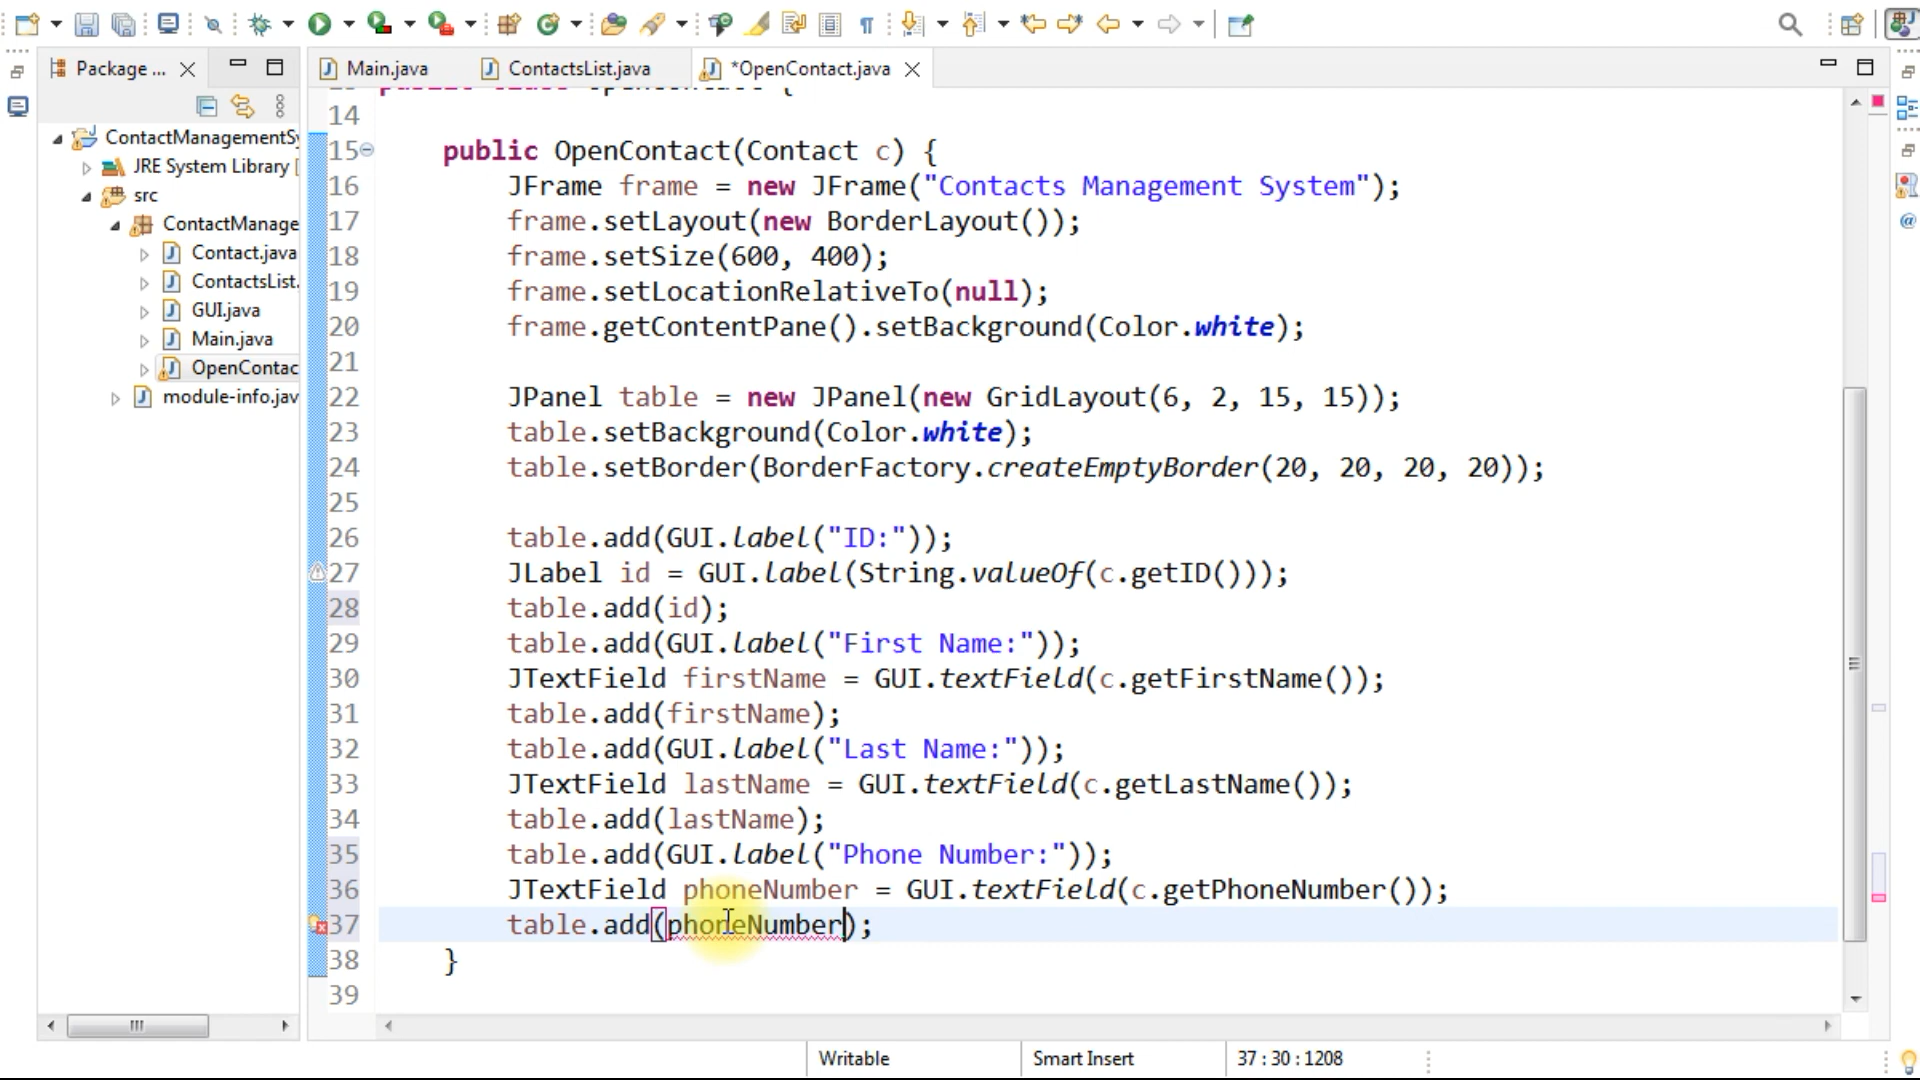 Package ...
Main.java
ContactsList.java
*OpenContact.java
ContactManagementSy
JRE System Library [
src
ContactManage
Contact.java
ContactsList.
GUI.java
Main.java
OpenContac
module-info.jav
14
15 public OpenContact(Contact c) {
16 JFrame frame = new JFrame("Contacts Management System");
17 frame.setLayout(new BorderLayout());
18 frame.setSize(600, 400);
19 frame.setLocationRelativeTo(null);
20 frame.getContentPane().setBackground(Color.white);
21
22 JPanel table = new JPanel(new GridLayout(6, 2, 15, 15));
23 table.setBackground(Color.white);
24 table.setBorder(BorderFactory.createEmptyBorder(20, 20, 20, 20));
25
26 table.add(GUI.label("ID:"));
27 JLabel id = GUI.label(String.valueOf(c.getID()));
28 table.add(id);
29 table.add(GUI.label("First Name:"));
30 JTextField firstName = GUI.textField(c.getFirstName());
31 table.add(firstName);
32 table.add(GUI.label("Last Name:"));
33 JTextField lastName = GUI.textField(c.getLastName());
34 table.add(lastName);
35 table.add(GUI.label("Phone Number:"));
36 JTextField phoneNumber = GUI.textField(c.getPhoneNumber());
37 table.add(phoneNumber);
38 }
39
Writable
Smart Insert
37 : 30 : 1208